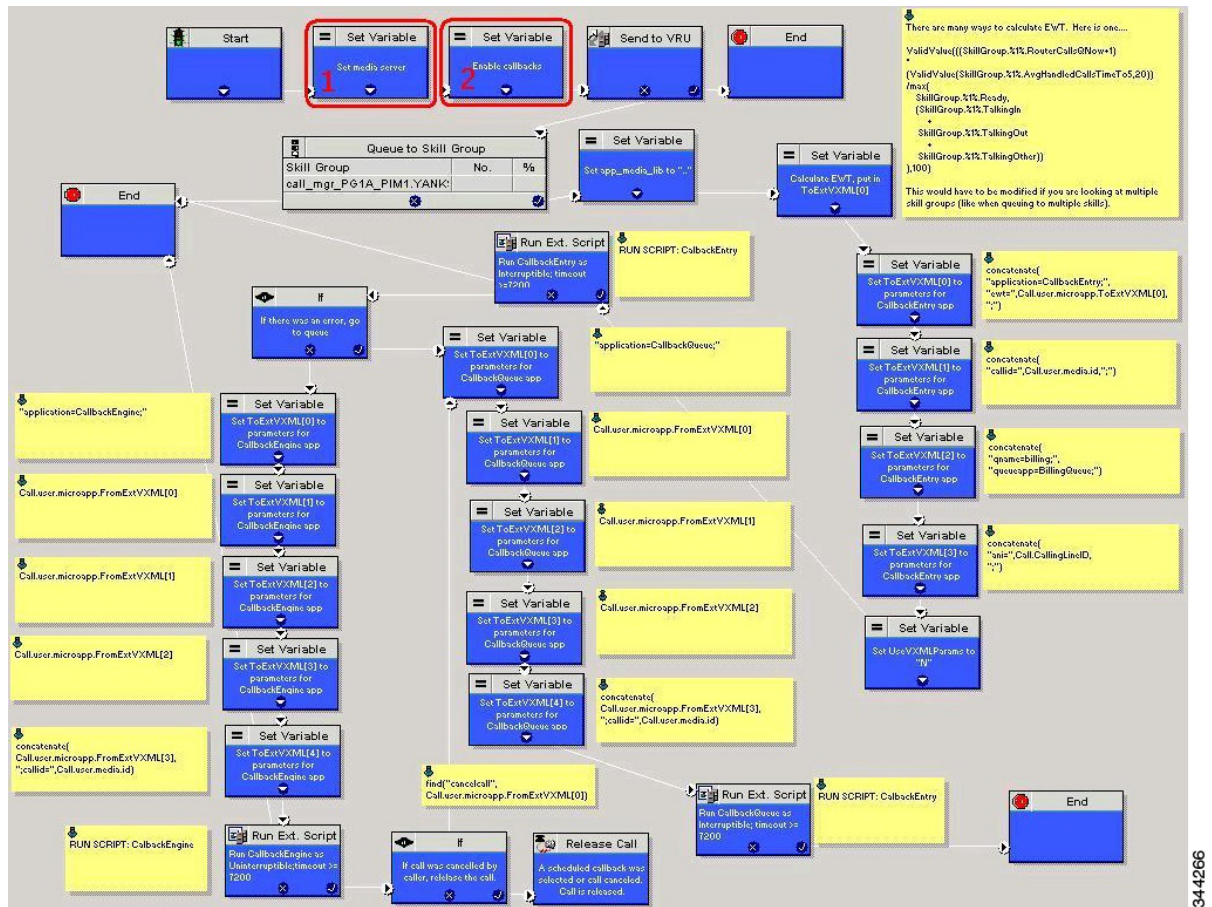 Start
Set Variable
Set media server
1
Set Variable
Enable callbacks
2
Send to VRU
End
There are many ways to calculate EWT. Here is one....
ValidValue(((SkillGroup.%1%.RouterCallsQNow+1)
*
(ValidValue(SkillGroup.%1%.AvgHandledCallsTimeTo5,20))
/max(
SkillGroup.%1%.Ready,
(SkillGroup.%1%.TalkingIn
+
SkillGroup.%1%.TalkingOut
+
SkillGroup.%1%.TalkingOther))
),100)
This would have to be modified if you are looking at multiple
skill groups (like when queuing to multiple skills).
Queue to Skill Group
Skill Group No. %
call_mgr_PG1A_PIM1.YANK
Set Variable
Set app_media_lib to ".."
Set Variable
Calculate EWT, put in
ToExtVXML[0]
End
Run Ext. Script
Run CallbackEntry as
Interruptible; timeout
>=7200
RUN SCRIPT: CalbackEntry
Set Variable
Set ToExtVXML[0] to
parameters for
CallbackEntry app
concatenate(
"application=CallbackEntry;",
"ewt=",Call.user.microapp.ToExtVXML[0],
";")
If
If there was an error, go
to queue
Set Variable
Set ToExtVXML[0] to
parameters for
CallbackQueue app
"application=CallbackQueue;"
Set Variable
Set ToExtVXML[1] to
parameters for
CallbackEntry app
concatenate(
"callid=",Call.user.media.id,";")
"application=CallbackEngine;"
Set Variable
Set ToExtVXML[0] to
parameters for
CallbackEngine app
Set Variable
Set ToExtVXML[1] to
parameters for
CallbackQueue app
Call.user.microapp.FromExtVXML[0]
Set Variable
Set ToExtVXML[2] to
parameters for
CallbackEntry app
concatenate(
"qname=billing;",
"queueapp=BillingQueue;")
Call.user.microapp.FromExtVXML[0]
Set Variable
Set ToExtVXML[1] to
parameters for
CallbackEngine app
Set Variable
Set ToExtVXML[2] to
parameters for
CallbackQueue app
Call.user.microapp.FromExtVXML[1]
Set Variable
Set ToExtVXML[3] to
parameters for
CallbackEntry app
concatenate(
"ani=",Call.CallingLineID,
";")
Call.user.microapp.FromExtVXML[1]
Set Variable
Set ToExtVXML[2] to
parameters for
CallbackEngine app
Set Variable
Set ToExtVXML[3] to
parameters for
CallbackQueue app
Call.user.microapp.FromExtVXML[2]
Set Variable
Set UseVXMLParams to
"N"
Call.user.microapp.FromExtVXML[2]
Set Variable
Set ToExtVXML[3] to
parameters for
CallbackEngine app
Set Variable
Set ToExtVXML[4] to
parameters for
CallbackQueue app
concatenate(
Call.user.microapp.FromExtVXML[3],
";callid=",Call.user.media.id)
concatenate(
Call.user.microapp.FromExtVXML[3],
";callid=",Call.user.media.id)
Set Variable
Set ToExtVXML[4] to
parameters for
CallbackEngine app
find("cancelcall",
Call.user.microapp.FromExtVXML[0])
Run Ext. Script
Run CallbackQueue as
Interruptible; timeout >=
7200
RUN SCRIPT: CalbackEntry
End
RUN SCRIPT: CalbackEngine
Run Ext. Script
Run CallbackEngine as
Uninterruptible;timeout >=
7200
If
If call was cancelled by
caller, relelase the call.
Release Call
A scheduled callback was
selected or call canceled.
Call is released.
344266